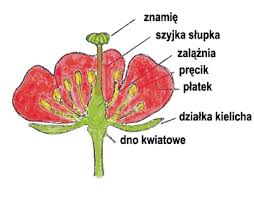 znamię
szyjka słupka
zalążnia
pręcik
płatek
działka kielicha
dno kwiatowe